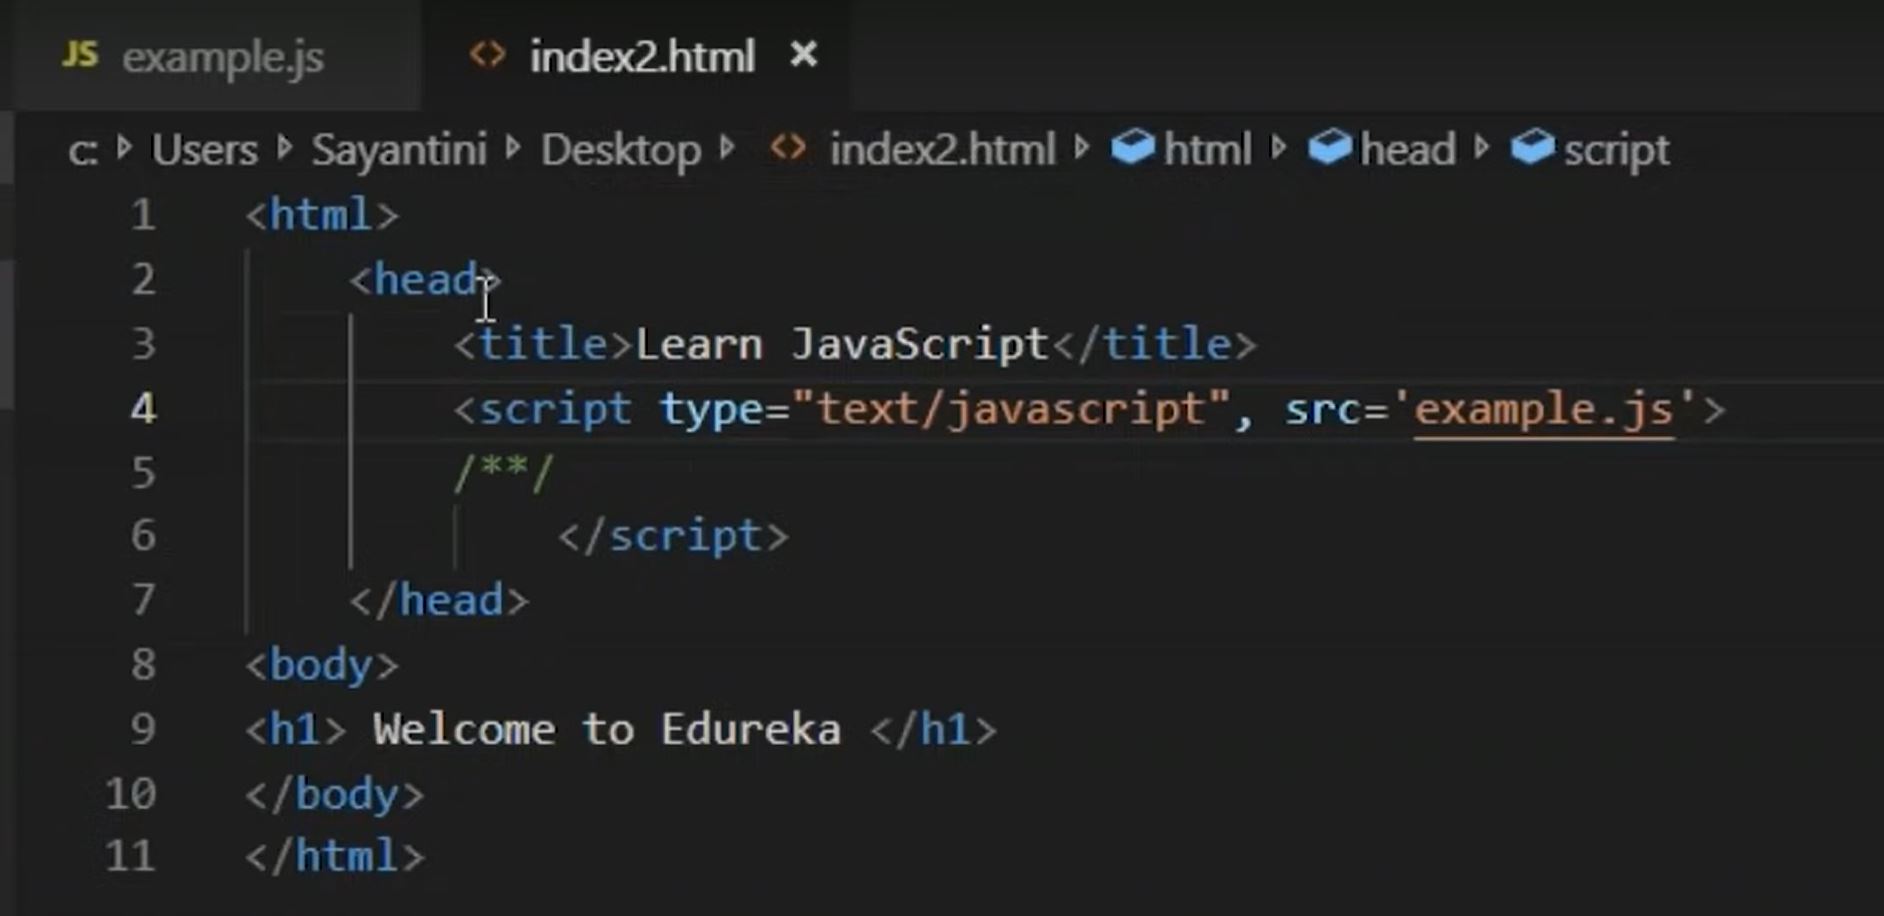 JS example.js index2.html ×
c: Users Sayantini Desktop index2.html html head script
1 <html>
2 <head>
3 <title>Learn JavaScript</title>
4 <script type="text/javascript", src='example.js'>
5 /**/
6 </script>
7 </head>
8 <body>
9 <h1> Welcome to Edureka </h1>
10 </body>
11 </html>